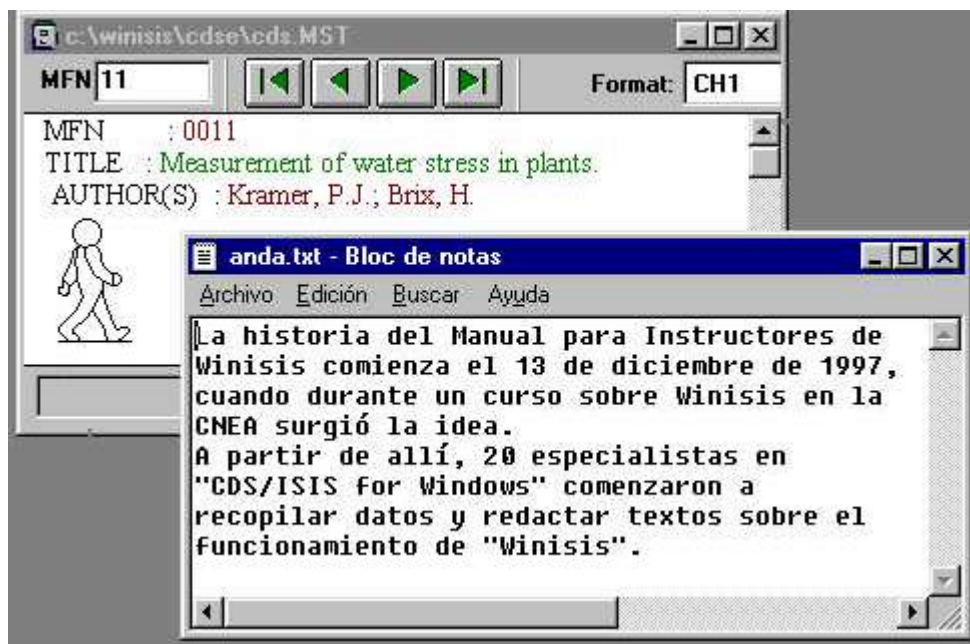 c:\winisis\cdse\cds.MST
MFN 11 Format: CH1
MFN : 0011
TITLE : Measurement of water stress in plants.
AUTHOR(S) : Kramer, P.J.; Brix, H.
anda.txt - Bloc de notas
Archivo Edición Buscar Ayuda
La historia del Manual para Instructores de
Winisis comienza el 13 de diciembre de 1997,
cuando durante un curso sobre Winisis en la
CNEA surgió la idea.
A partir de allí, 20 especialistas en
"CDS/ISIS for Windows" comenzaron a
recopilar datos y redactar textos sobre el
funcionamiento de "Winisis".